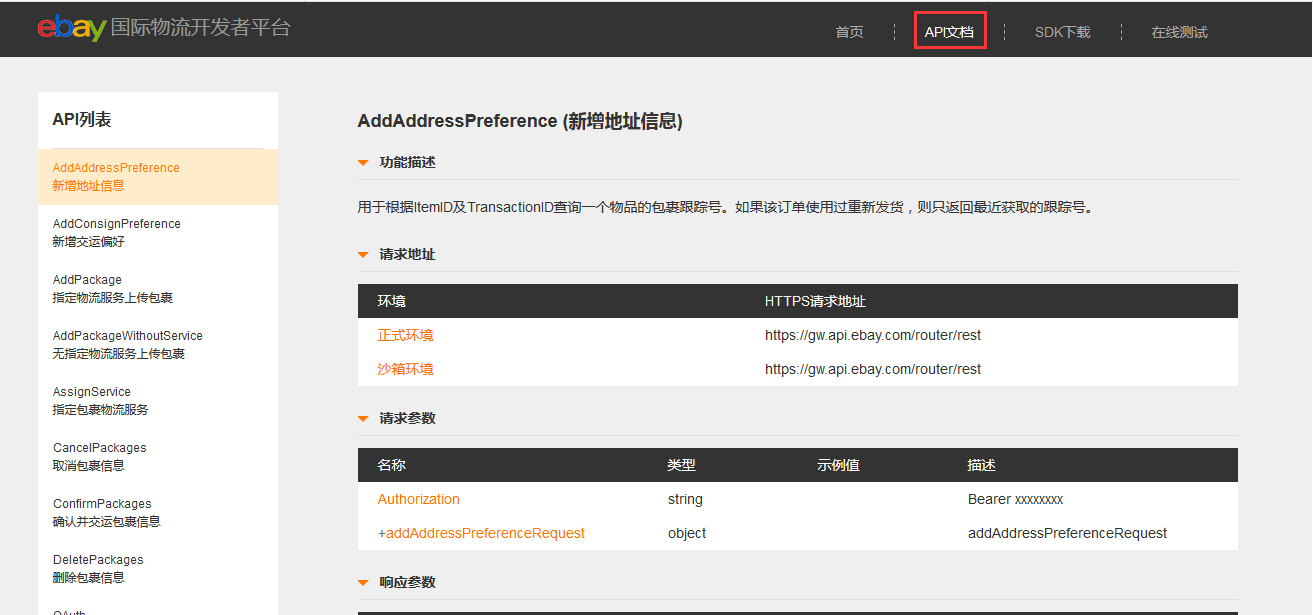 ebay 国际物流开发者平台
首页 API文档 SDK下载 在线测试
API列表
AddAddressPreference
新增地址信息
AddConsignPreference
新增交运偏好
AddPackage
指定物流服务上传包裹
AddPackageWithoutService
无指定物流服务上传包裹
AssignService
指定包裹物流服务
CancelPackages
取消包裹信息
ConfirmPackages
确认并交运包裹信息
DeletePackages
删除包裹信息
OAuth
AddAddressPreference (新增地址信息)
功能描述
用于根据ItemID及TransactionID查询一个物品的包裹跟踪号。如果该订单使用过重新发货，则只返回最近获取的跟踪号。
请求地址
环境 HTTPS请求地址
正式环境 https://gw.api.ebay.com/router/rest
沙箱环境 https://gw.api.ebay.com/router/rest
请求参数
名称 类型 示例值 描述
Authorization string Bearer xxxxxxxx
+addAddressPreferenceRequest object addAddressPreferenceRequest
响应参数